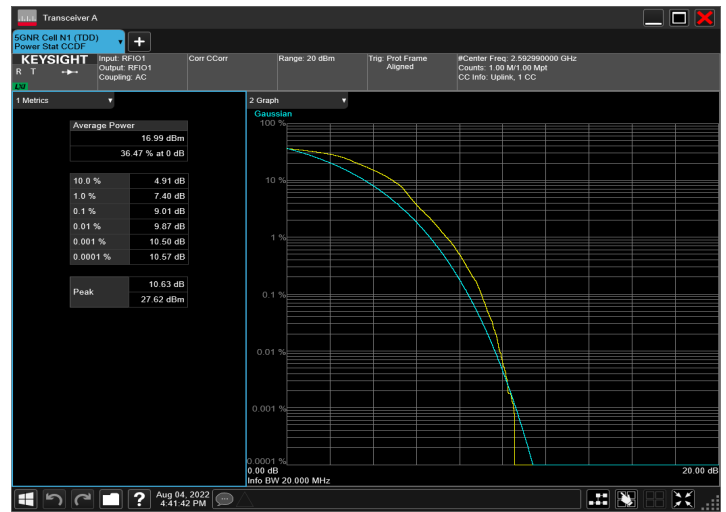 Transceiver A
5GNR Cell N1 (TDD)
Power Stat CCDF
KEYSIGHT
R T
LXI
Input: RFIO1
Output: RFIO1
Coupling: AC
Corr CCorr
Range: 20 dBm
Trig: Prot Frame
Aligned
#Center Freq: 2.592990000 GHz
Counts: 1.00 M/1.00 Mpt
CC Info: Uplink, 1 CC
1 Metrics
Average Power
16.99 dBm
36.47 % at 0 dB
10.0 % 4.91 dB
1.0 % 7.40 dB
0.1 % 9.01 dB
0.01 % 9.87 dB
0.001 % 10.50 dB
0.0001 % 10.57 dB
Peak
10.63 dB
27.62 dBm
2 Graph
Gaussian
100 %
10 %
1 %
0.1 %
0.01 %
0.001 %
0.0001 %
0.00 dB
20.00 dB
Info BW 20.000 MHz
?
Aug 04, 2022
4:41:42 PM